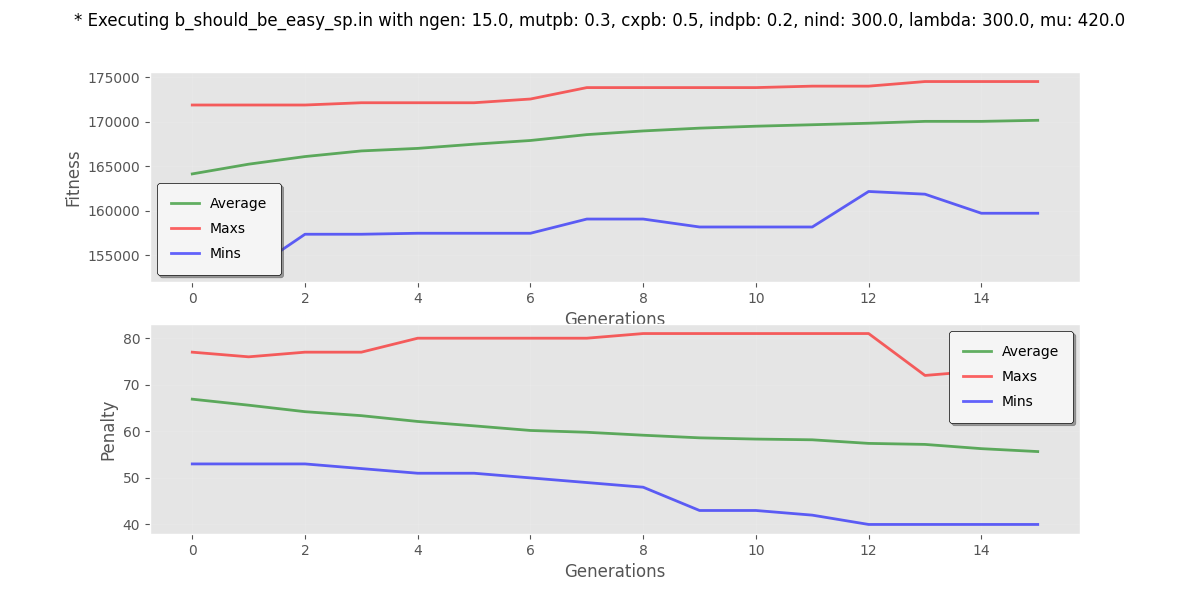 * Executing b_should_be_easy_sp.in with ngen: 15.0, mutpb: 0.3, cxpb: 0.5, indpb: 0.2, nind: 300.0, lambda: 300.0, mu: 420.0
175000
170000
165000
160000
155000
Fitness
Average
Maxs
Mins
0 2 4 6 8 10 12 14
Generations
80
70
60
50
40
Penalty
Average
Maxs
Mins
0 2 4 6 8 10 12 14
Generations